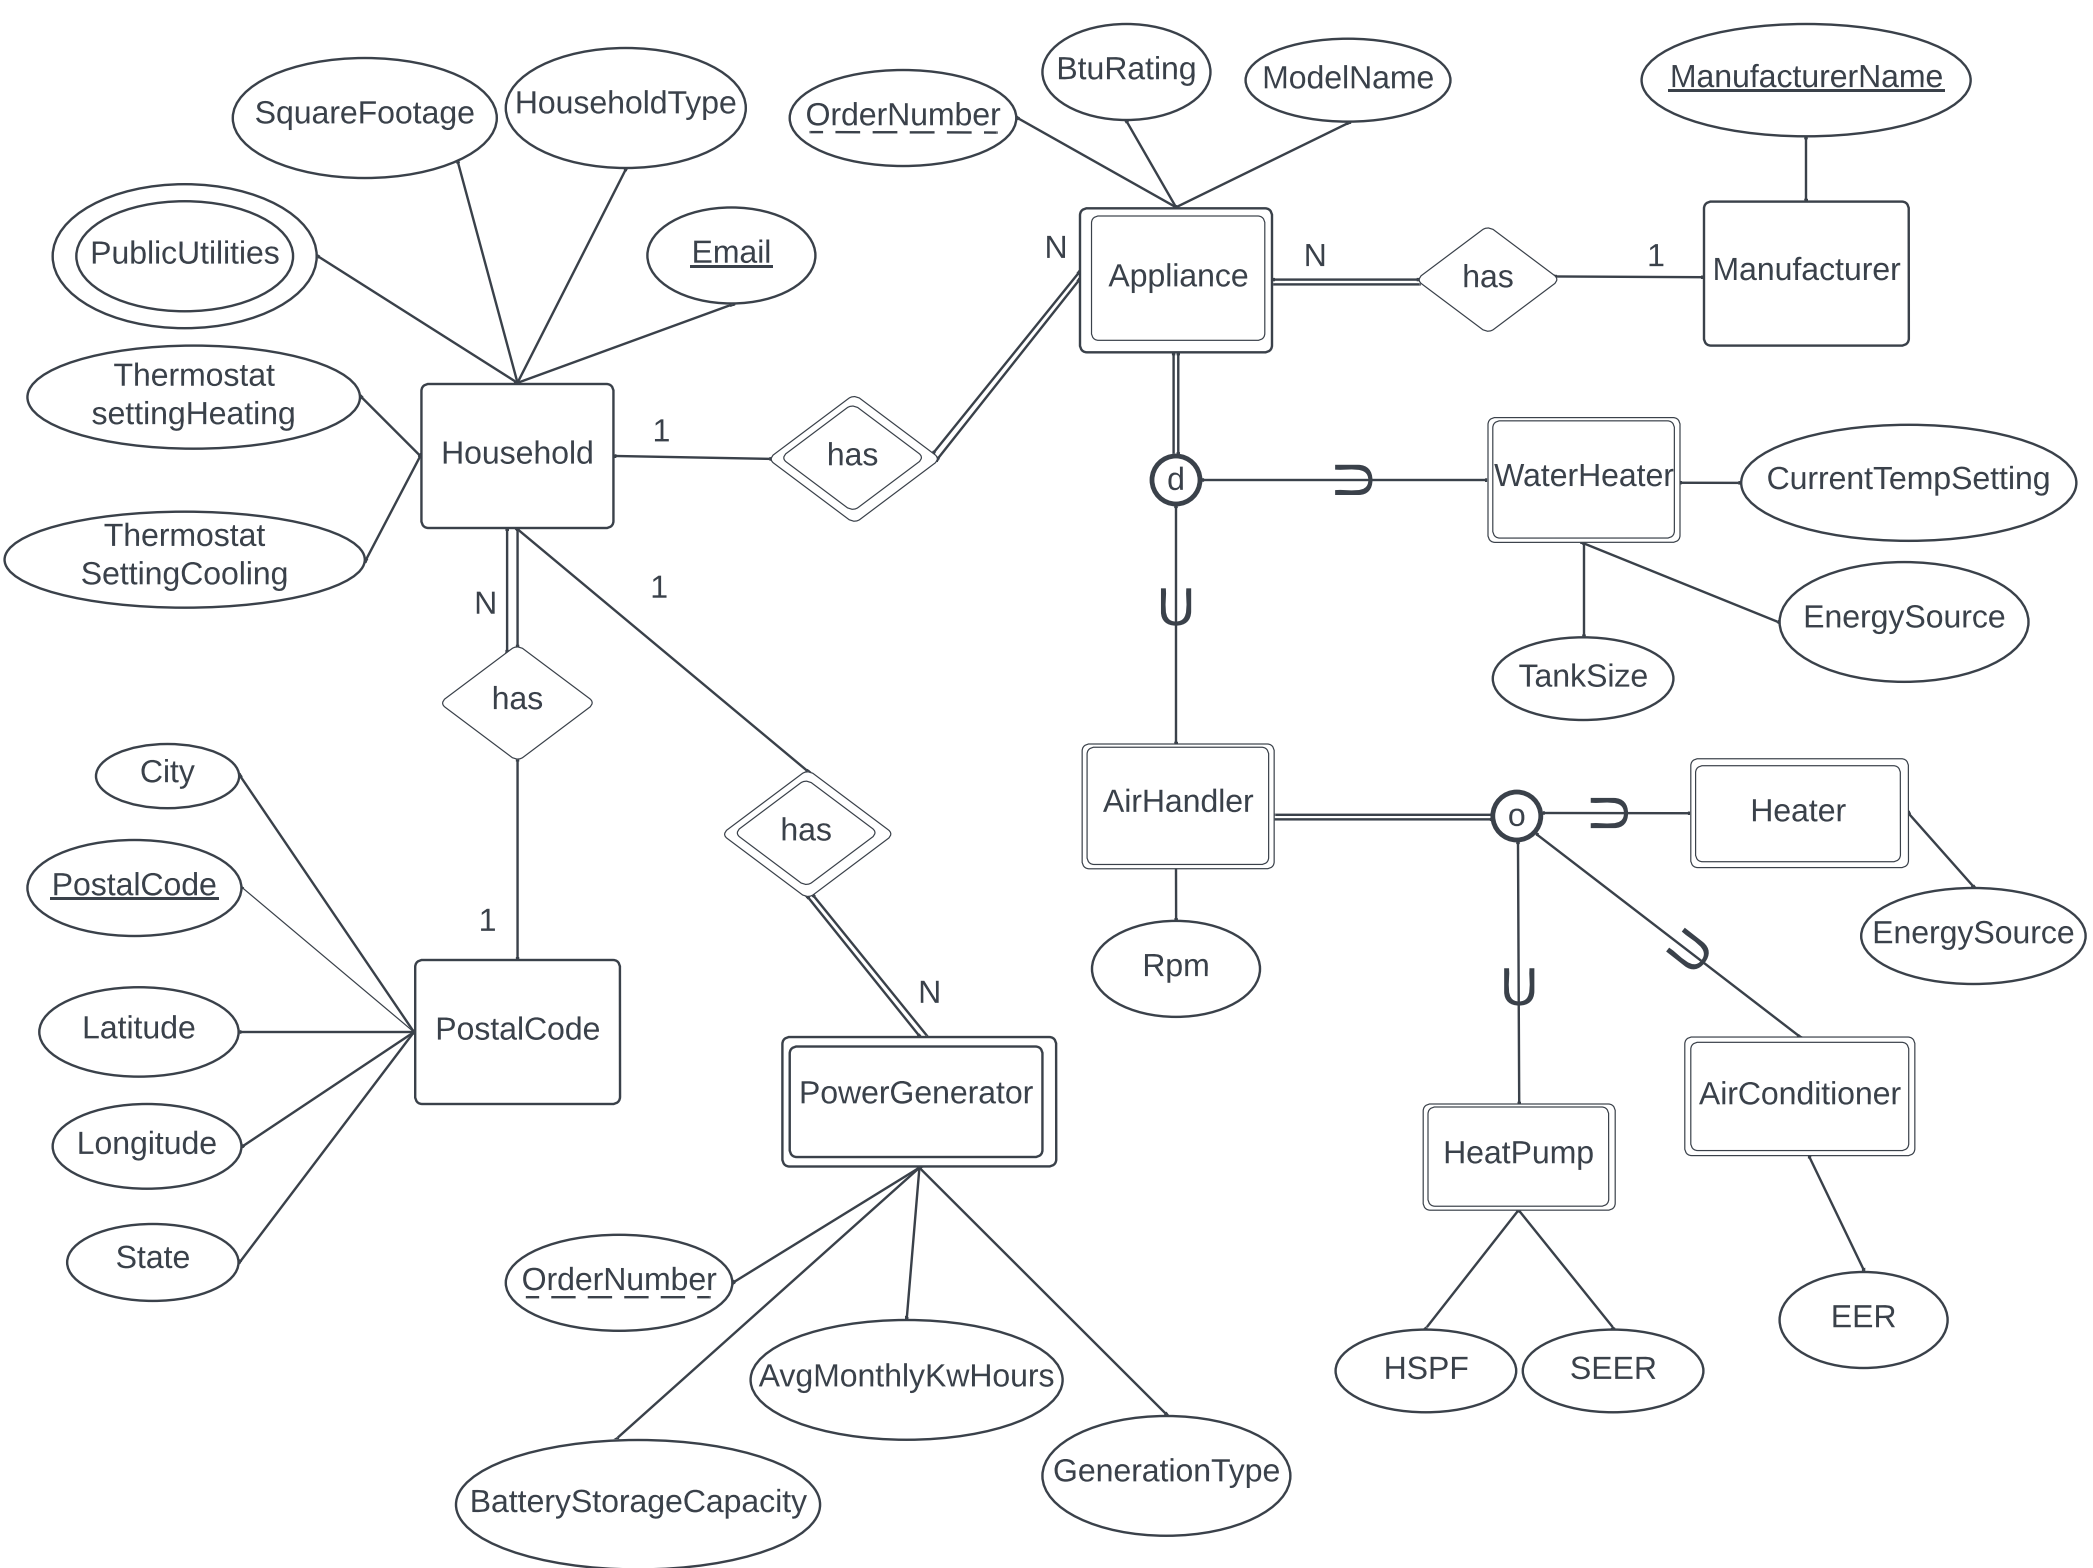 BtuRating
ModelName
ManufacturerName
SquareFootage
HouseholdType
OrderNumber
PublicUtilities
Email
N
Appliance
N
has
1
Manufacturer
Thermostat
settingHeating
Household
1
has
d
WaterHeater
CurrentTempSetting
Thermostat
SettingCooling
N
1
U
EnergySource
TankSize
has
City
has
AirHandler
o
Heater
PostalCode
1
EnergySource
Rpm
U
U
Latitude
PostalCode
N
PowerGenerator
AirConditioner
Longitude
HeatPump
State
OrderNumber
EER
AvgMonthlyKwHours
HSPF
SEER
GenerationType
BatteryStorageCapacity